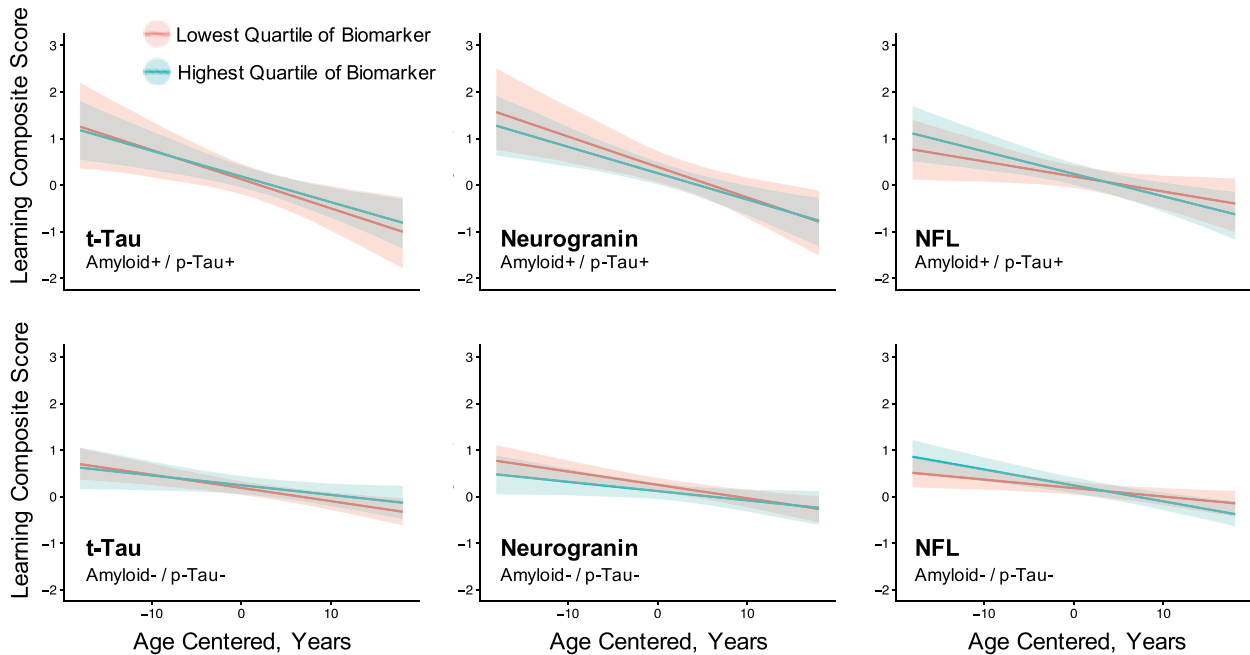 Lowest Quartile of Biomarker
Highest Quartile of Biomarker
Learning Composite Score
3
2
1
0
−1
−2
t-Tau
Amyloid+ / p-Tau+
3
2
1
0
−1
−2
Neurogranin
Amyloid+ / p-Tau+
3
2
1
0
−1
−2
NFL
Amyloid+ / p-Tau+
Learning Composite Score
3
2
1
0
−1
−2
t-Tau
Amyloid- / p-Tau-
−10 0 10
Age Centered, Years
3
2
1
0
−1
−2
Neurogranin
Amyloid- / p-Tau-
−10 0 10
Age Centered, Years
3
2
1
0
−1
−2
NFL
Amyloid- / p-Tau-
−10 0 10
Age Centered, Years